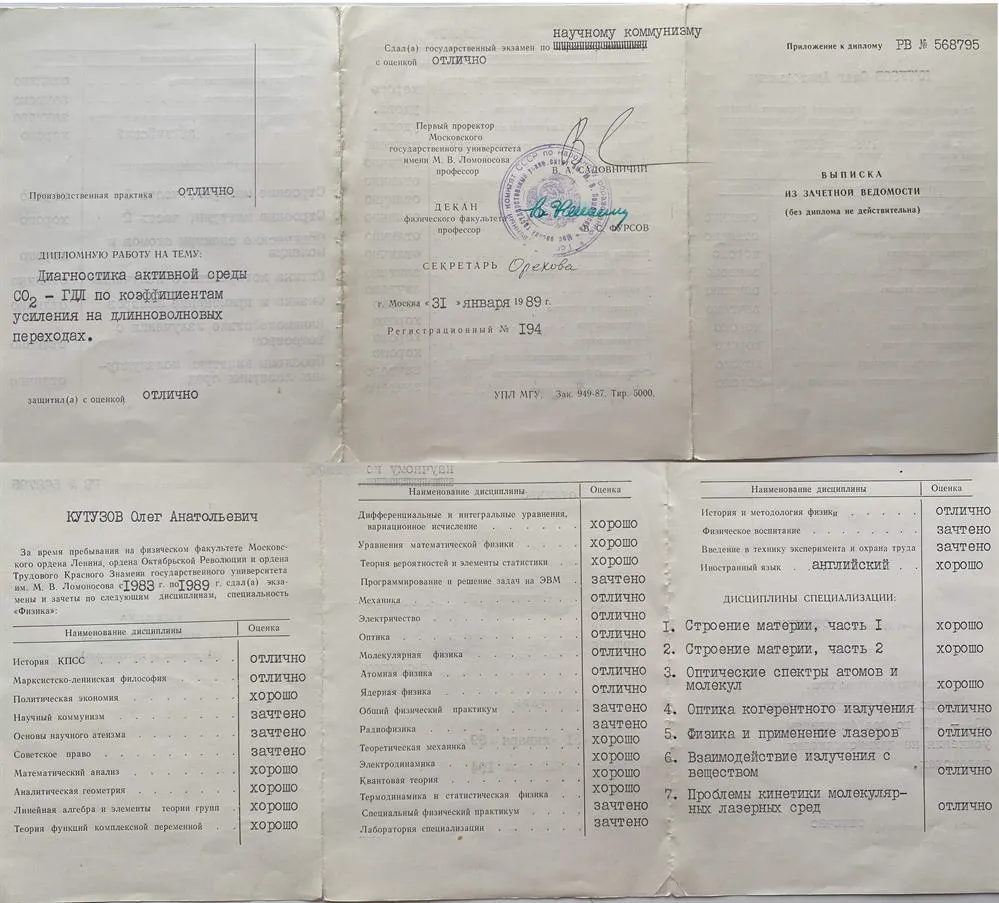 Производственная практика ОТЛИЧНО
ДИПЛОМНУЮ РАБОТУ НА ТЕМУ:
Диагностика активной среды
СО2 – ГДЛ по коэффициентам
усиления на длинноволновых
переходах.
защитил(а) с оценкой ОТЛИЧНО
научному коммунизму
Сдал(а) государственный экзамен по
с оценкой ОТЛИЧНО
Первый проректор
Московского
государственного университета
имени М. В. Ломоносова
профессор В. А. САДОВНИЧИЙ
ДЕКАН
физического факультета
профессор В. С. ФУРСОВ
СЕКРЕТАРЬ Орехова
г. Москва «31» января 1989 г.
Регистрационный № 194
УПЛ МГУ. Зак. 949-87. Тир. 5000.
Приложение к диплому РВ № 568795
ВЫПИСКА
ИЗ ЗАЧЕТНОЙ ВЕДОМОСТИ
(без диплома не действительна)
КУТУЗОВ Олег Анатольевич
За время пребывания на физическом факультете Москов-
ского ордена Ленина, ордена Октябрьской Революции и ордена
Трудового Красного Знамени государственного университета
им. М. В. Ломоносова с 1983 г. по 1989 г. сдал(а) экза-
мены и зачеты по следующим дисциплинам, специальность
«Физика»:
Наименование дисциплины Оценка
История КПСС ОТЛИЧНО
Марксистско-ленинская философия ОТЛИЧНО
Политическая экономия хорошо
Научный коммунизм зачтено
Основы научного атеизма зачтено
Советское право зачтено
Математический анализ хорошо
Аналитическая геометрия хорошо
Линейная алгебра и элементы теории групп хорошо
Теория функций комплексной переменной хорошо
Наименование дисциплины Оценка
Дифференциальные и интегральные уравнения,
вариационное исчисление хорошо
Уравнения математической физики хорошо
Теория вероятностей и элементы статистики хорошо
Программирование и решение задач на ЭВМ зачтено
Механика ОТЛИЧНО
Электричество ОТЛИЧНО
Оптика ОТЛИЧНО
Молекулярная физика ОТЛИЧНО
Атомная физика ОТЛИЧНО
Ядерная физика ОТЛИЧНО
Общий физический практикум зачтено
Радиофизика зачтено
Теоретическая механика хорошо
Электродинамика хорошо
Квантовая теория хорошо
Термодинамика и статистическая физика хорошо
Специальный физический практикум зачтено
Лаборатория специализации зачтено
Наименование дисциплины Оценка
История и методология физики ОТЛИЧНО
Физическое воспитание зачтено
Введение в технику эксперимента и охрана труда зачтено
Иностранный язык английский хорошо
ДИСЦИПЛИНЫ СПЕЦИАЛИЗАЦИИ:
1. Строение материи, часть I хорошо
2. Строение материи, часть 2 хорошо
3. Оптические спектры атомов и
молекул хорошо
4. Оптика когерентного излучения отлично
5. Физика и применение лазеров отлично
6. Взаимодействие излучения с
веществом отлично
7. Проблемы кинетики молекуляр-
ных лазерных сред отлично